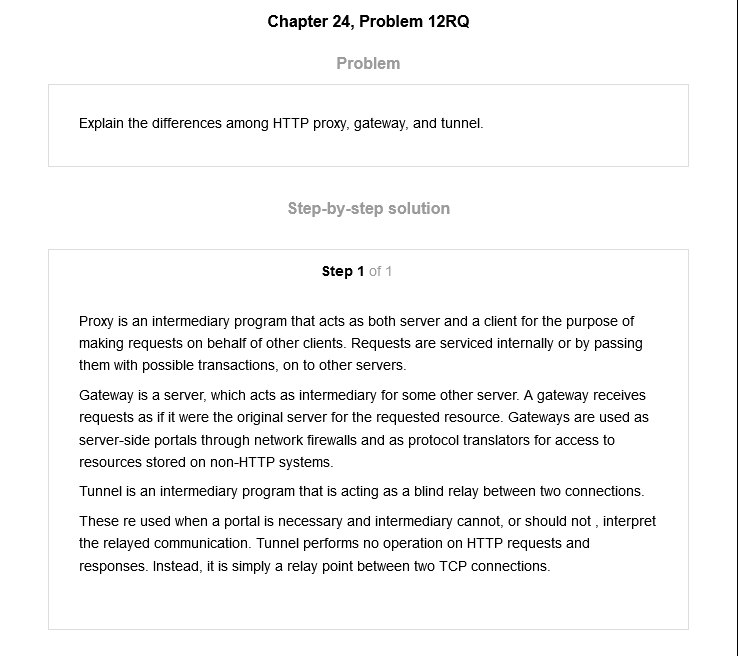 Chapter 24, Problem 12RQ
Problem
Explain the differences among HTTP proxy, gateway, and tunnel.
Step-by-step solution
Step 1 of 1
Proxy is an intermediary program that acts as both server and a client for the purpose of
making requests on behalf of other clients. Requests are serviced internally or by passing
them with possible transactions, on to other servers.
Gateway is a server, which acts as intermediary for some other server. A gateway receives
requests as if it were the original server for the requested resource. Gateways are used as
server-side portals through network firewalls and as protocol translators for access to
resources stored on non-HTTP systems.
Tunnel is an intermediary program that is acting as a blind relay between two connections.
These re used when a portal is necessary and intermediary cannot, or should not , interpret
the relayed communication. Tunnel performs no operation on HTTP requests and
responses. Instead, it is simply a relay point between two TCP connections.